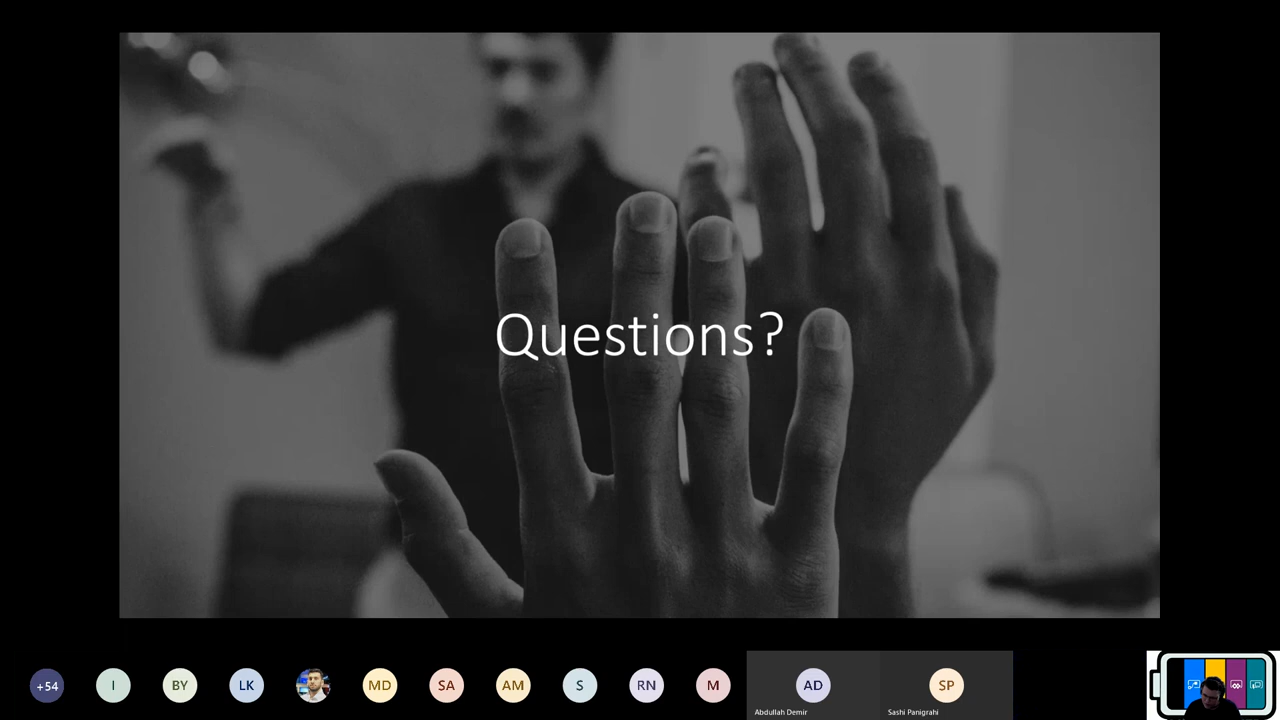 Questions?
+54
I
BY
LK
MD
SA
AM
S
RN
M
AD
SP
Abdullah Demir
Sashi Panigrahi